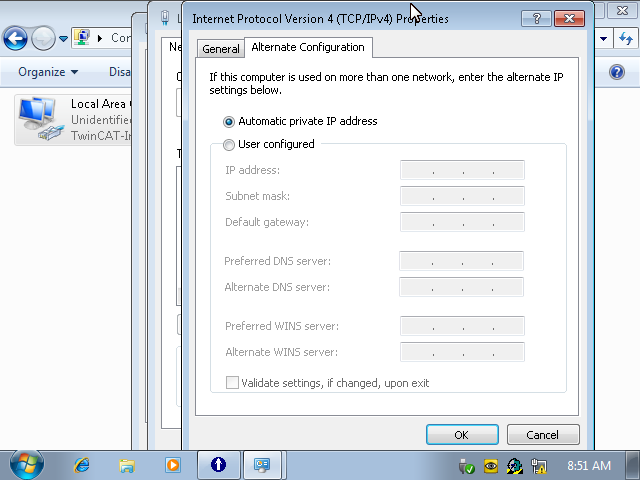 Internet Protocol Version 4 (TCP/IPv4) Properties
Con
General
Alternate Configuration
Organize
Disa
If this computer is used on more than one network, enter the alternate IP
settings below.
Local Area
Unidentified
TwinCAT-In
Automatic private IP address
User configured
IP address:
Subnet mask:
Default gateway:
Preferred DNS server:
Alternate DNS server:
Preferred WINS server:
Alternate WINS server:
Validate settings, if changed, upon exit
OK
Cancel
8:51 AM